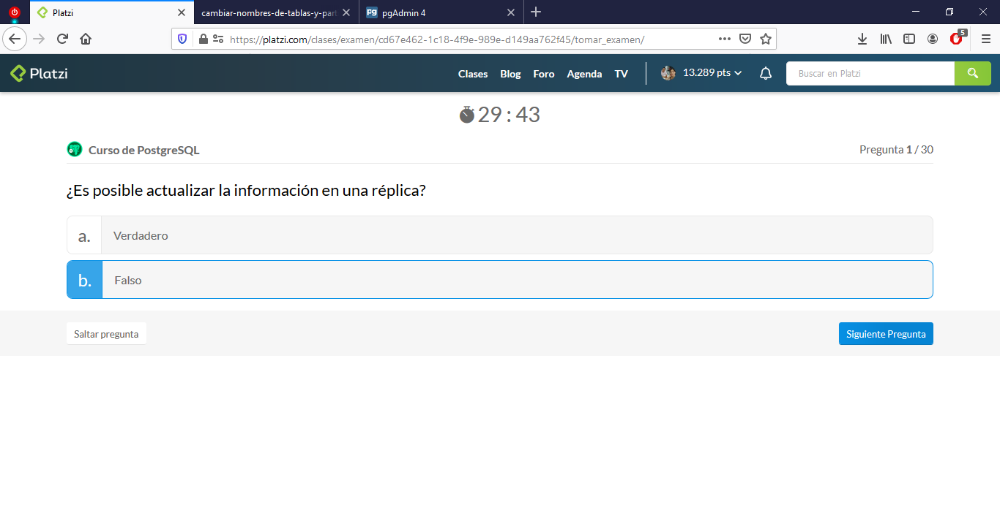 Platzi
cambiar-nombres-de-tablas-y-part
Pg pgAdmin 4
https://platzi.com/clases/examen/cd67e462-1c18-4f9e-989e-d149aa762f45/tomar_examen/
5
Platzi
Clases Blog Foro Agenda TV 13.289 pts Buscar en Platzi
29 : 43
Curso de PostgreSQL Pregunta 1 / 30
¿Es posible actualizar la información en una réplica?
a. Verdadero
b. Falso
Saltar pregunta Siguiente Pregunta